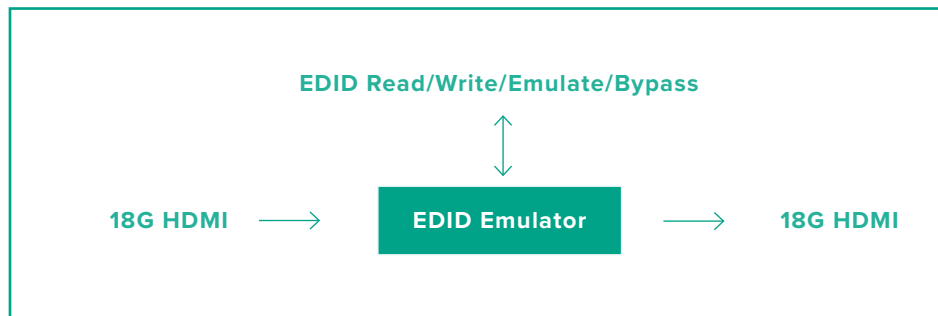 EDID Read/Write/Emulate/Bypass
18G HDMI
EDID Emulator
18G HDMI